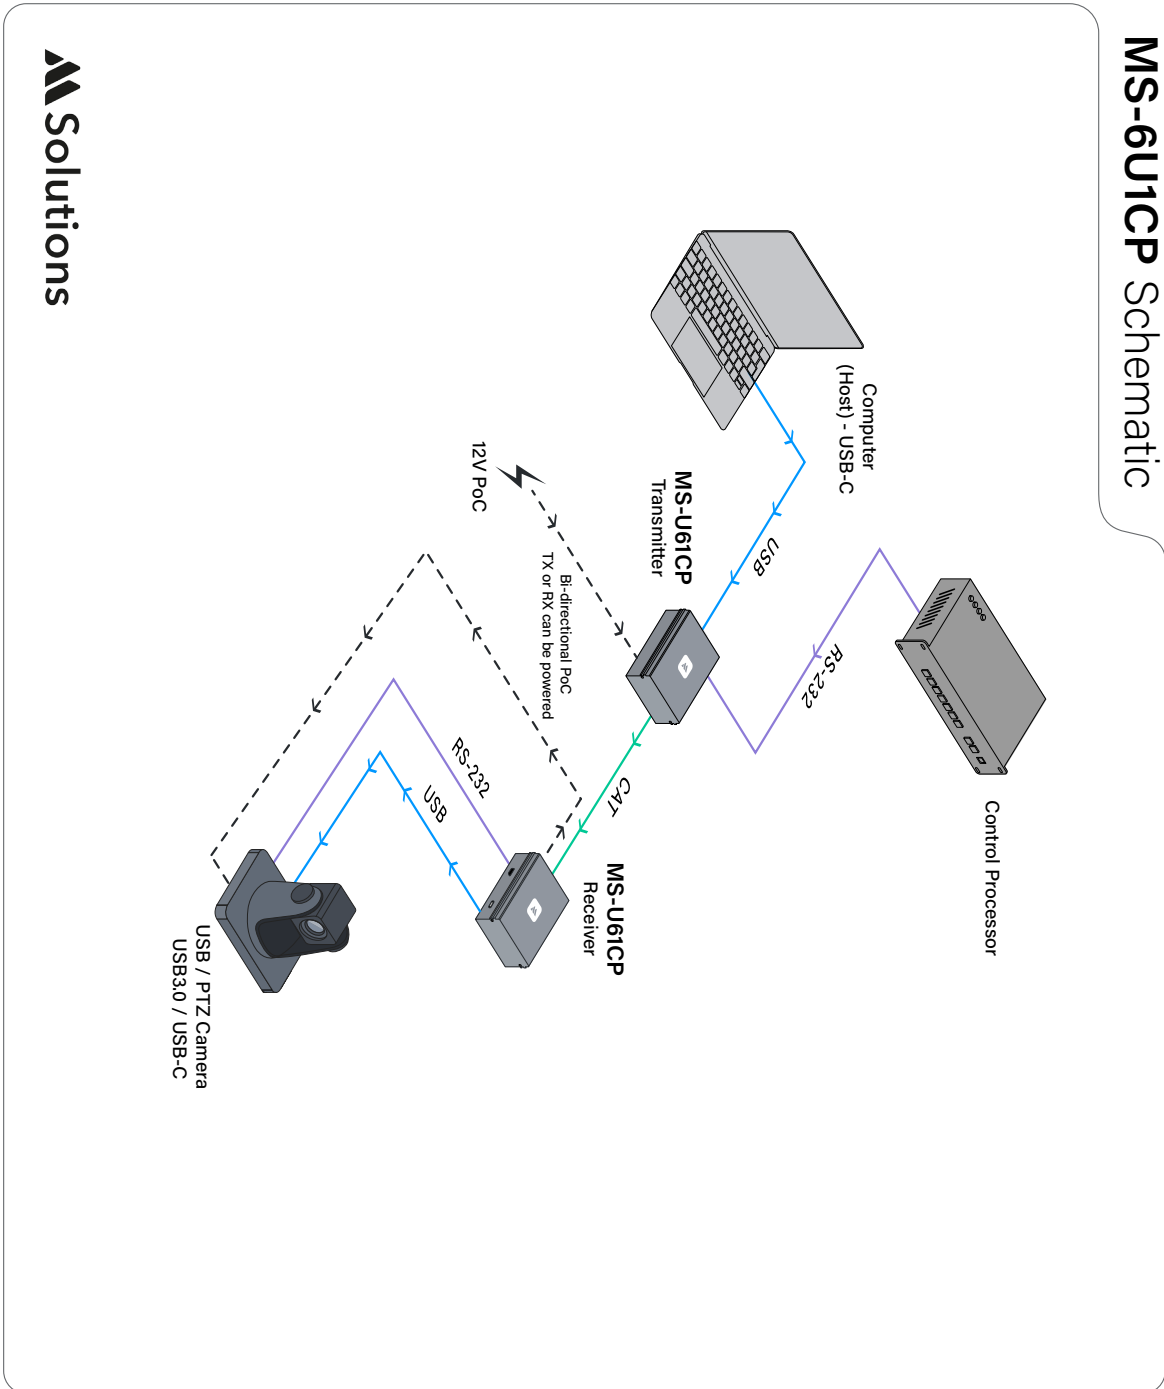 MS-6U1CP Schematic
Control Processor
Computer
(Host) - USB-C
RS-232
USB
MS-U61CP
Transmitter
CAT
MS-U61CP
Receiver
Bi-directional PoC
TX or RX can be powered
12V PoC
RS-232
USB
USB / PTZ Camera
USB3.0 / USB-C
Solutions